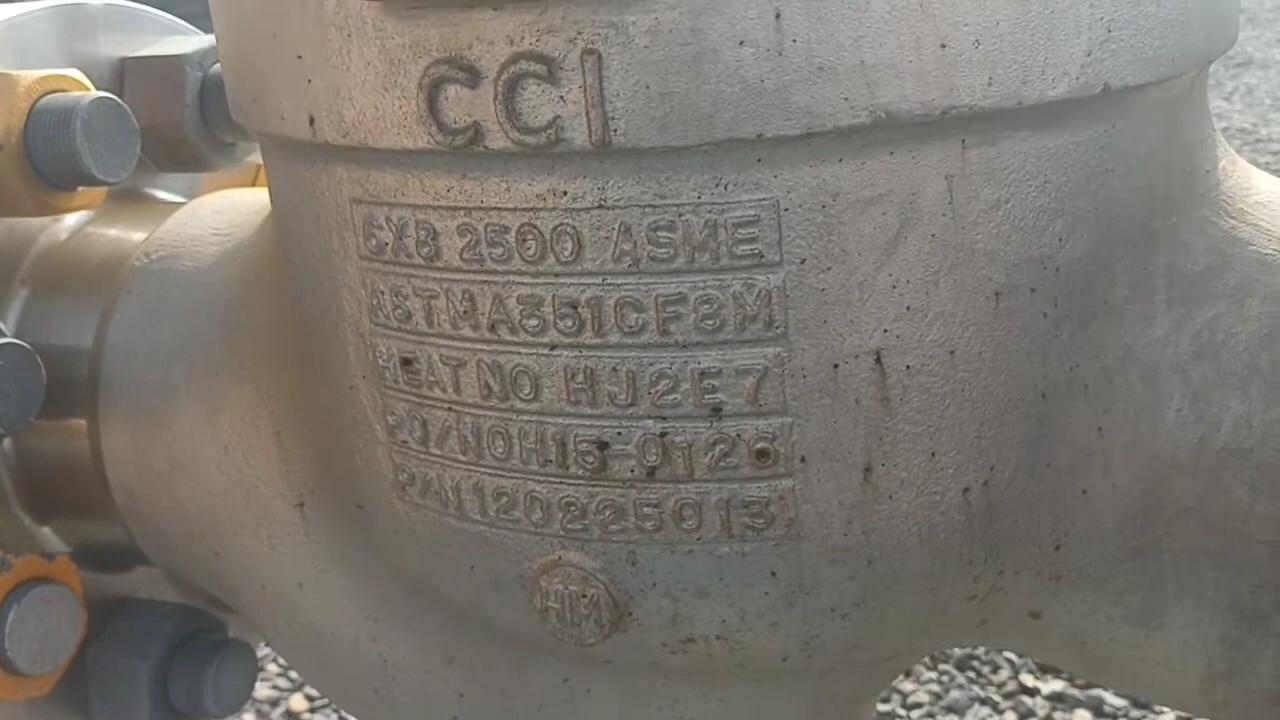 CCI
6X8 2500 ASME
ASTMA351CF8M
HEAT NO HJ2E7
PO/NOH15-0126
P/N120225013
HM